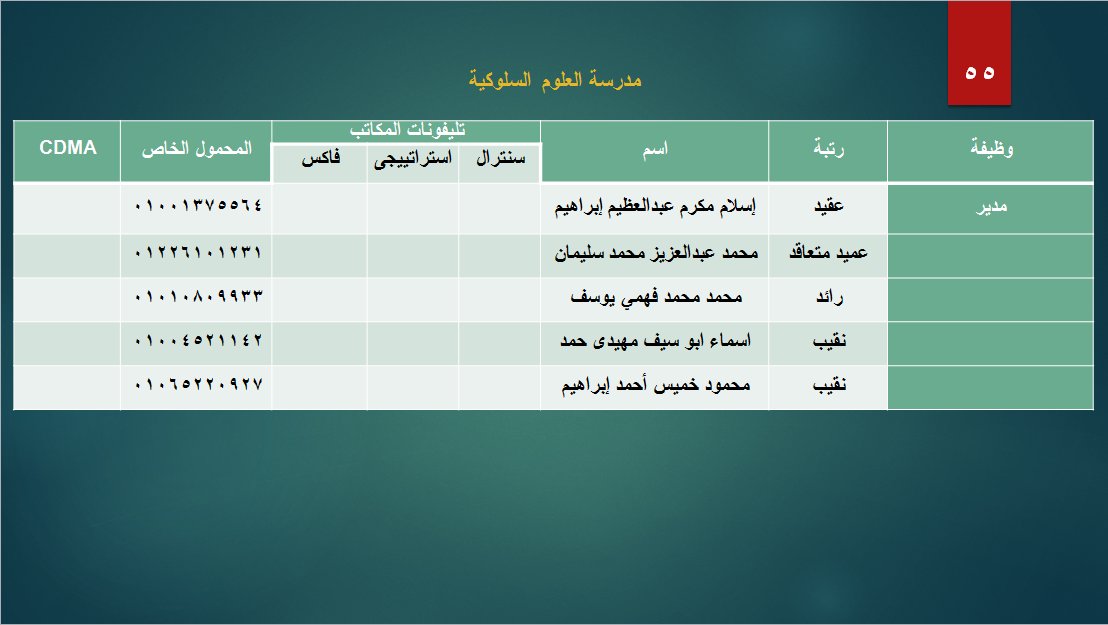 ٥٥
مدرسة العلوم السلوكية
وظيفة رتبة اسم تليفونات المكاتب المحمول الخاص CDMA
سنترال استراتييجى فاكس
مدير عقيد إسلام مكرم عبدالعظيم إبراهيم ٠١٠٠١٣٧٥٥٦٤
عميد متعاقد محمد عبدالعزيز محمد سليمان ٠١٢٢٦١٠١٢٣١
رائد محمد محمد فهمي يوسف ٠١٠١٠٨٠٩٩٣٣
نقيب اسماء ابو سيف مهيدى حمد ٠١٠٠٤٥٢١١٤٢
نقيب محمود خميس أحمد إبراهيم ٠١٠٦٥٢٢٠٩٢٧